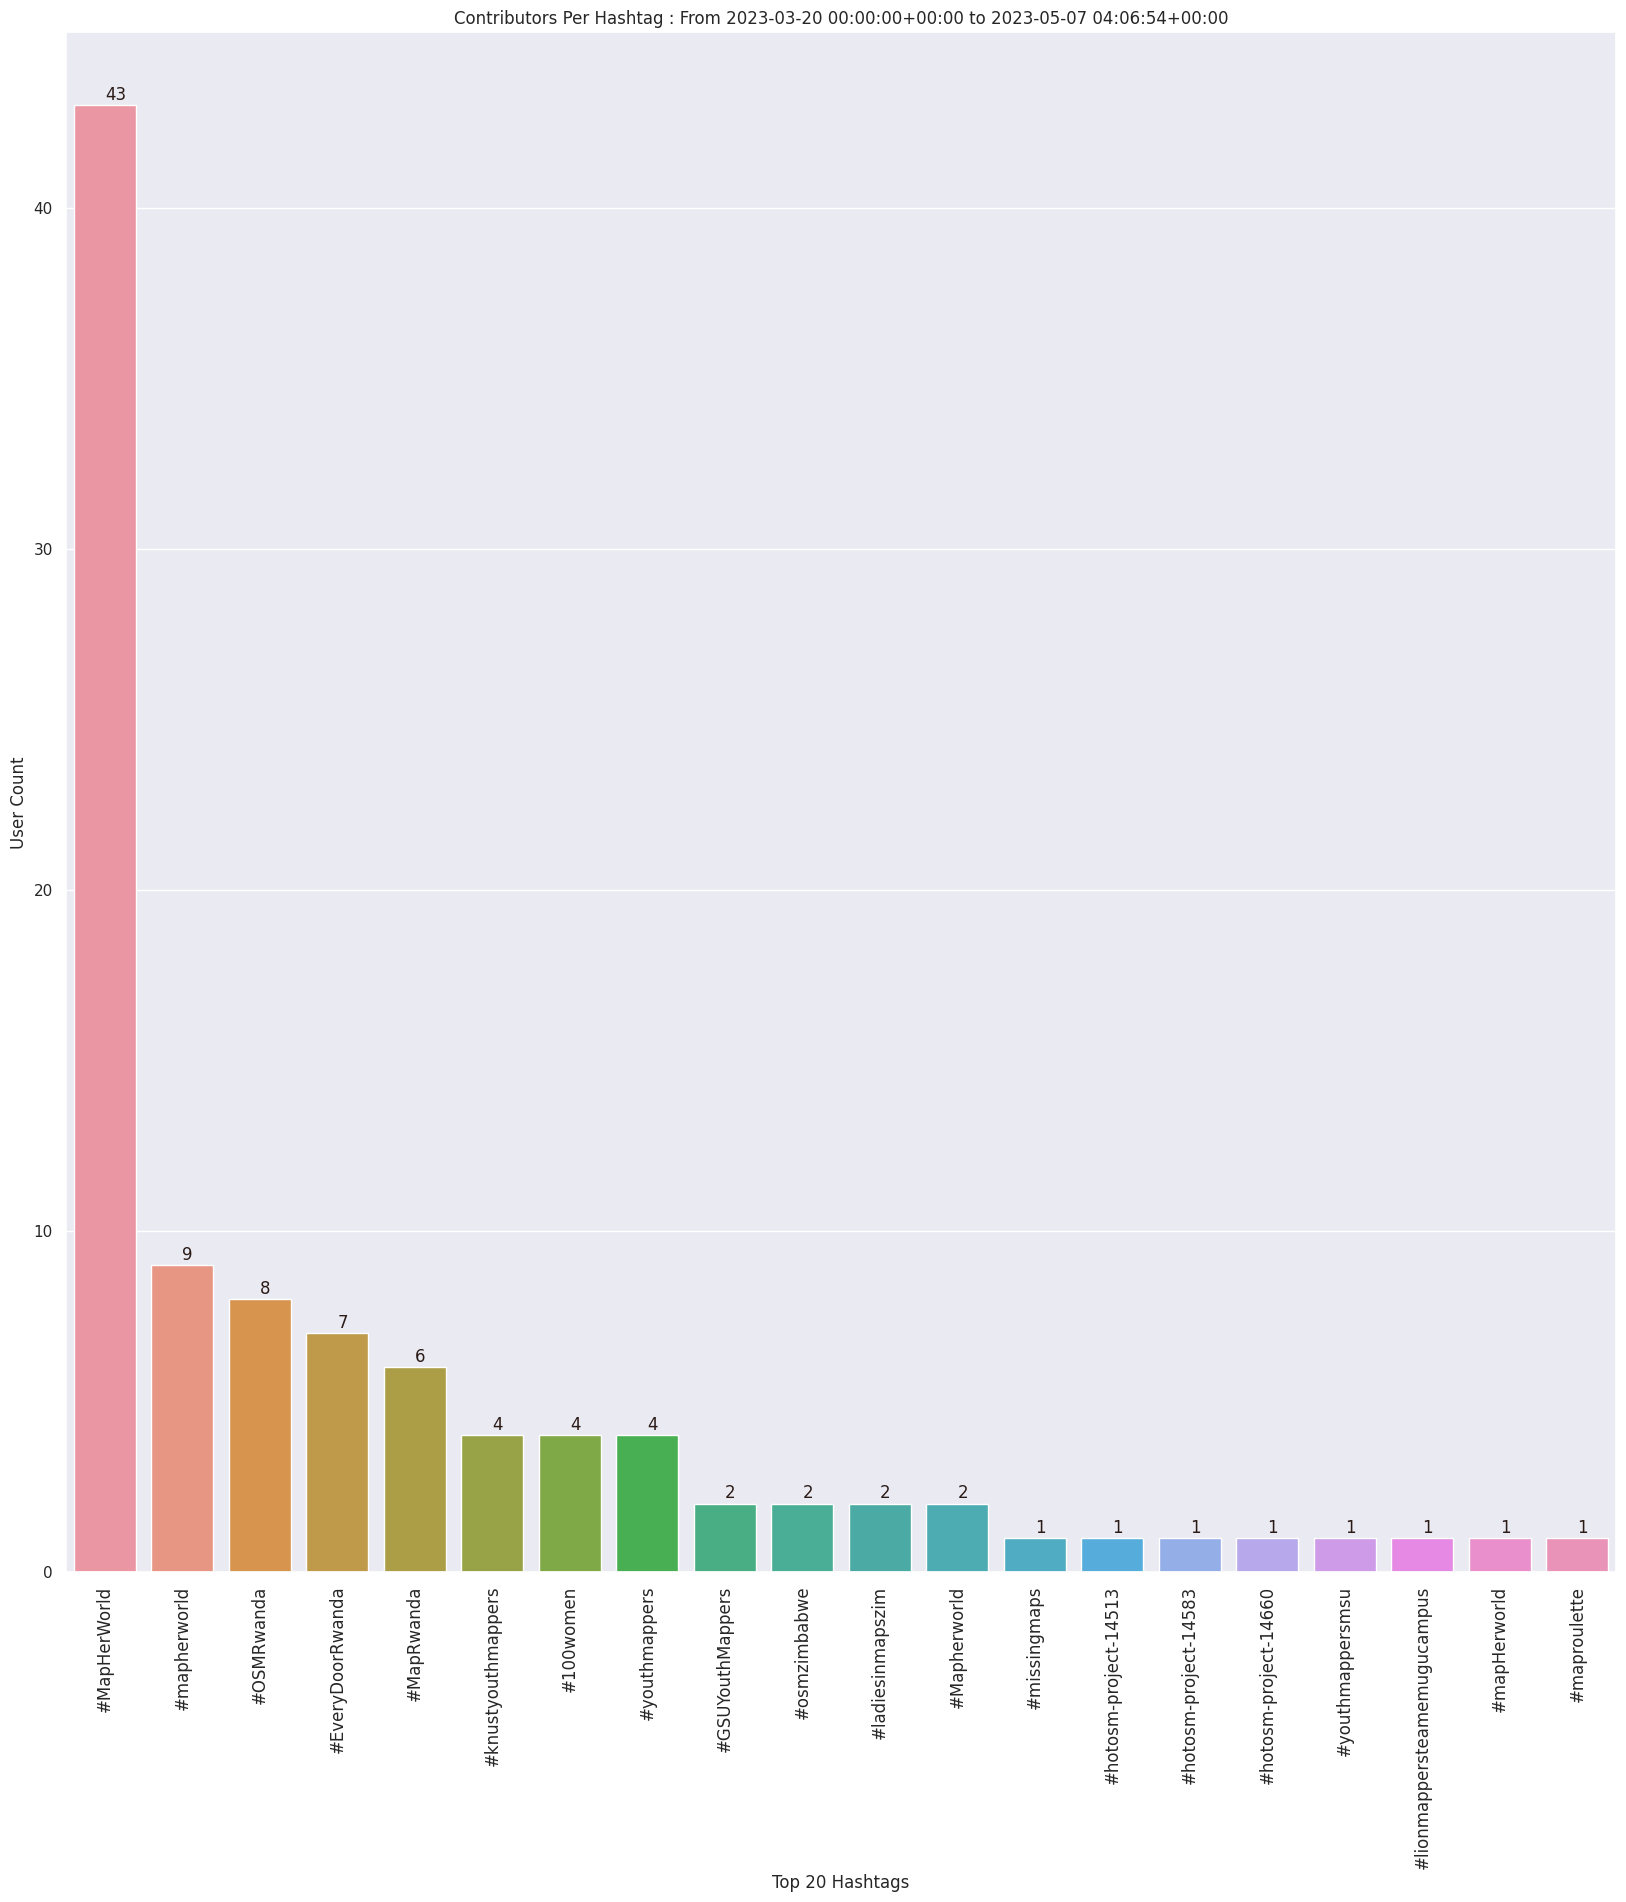 Contributors Per Hashtag : From 2023-03-20 00:00:00+00:00 to 2023-05-07 04:06:54+00:00
User Count
40
30
20
10
0
43
9
8
7
6
4
4
4
2
2
2
2
1
1
1
1
1
1
1
1
#MapHerWorld
#mapherworld
#OSMRwanda
#EveryDoorRwanda
#MapRwanda
#knustyouthmappers
#100women
#youthmappers
#GSUYouthMappers
#osmzimbabwe
#ladiesinmapszim
#Mapherworld
#missingmaps
#hotosm-project-14513
#hotosm-project-14583
#hotosm-project-14660
#youthmappersmsu
#lionmappersteamemugucampus
#mapHerworld
#maproulette
Top 20 Hashtags